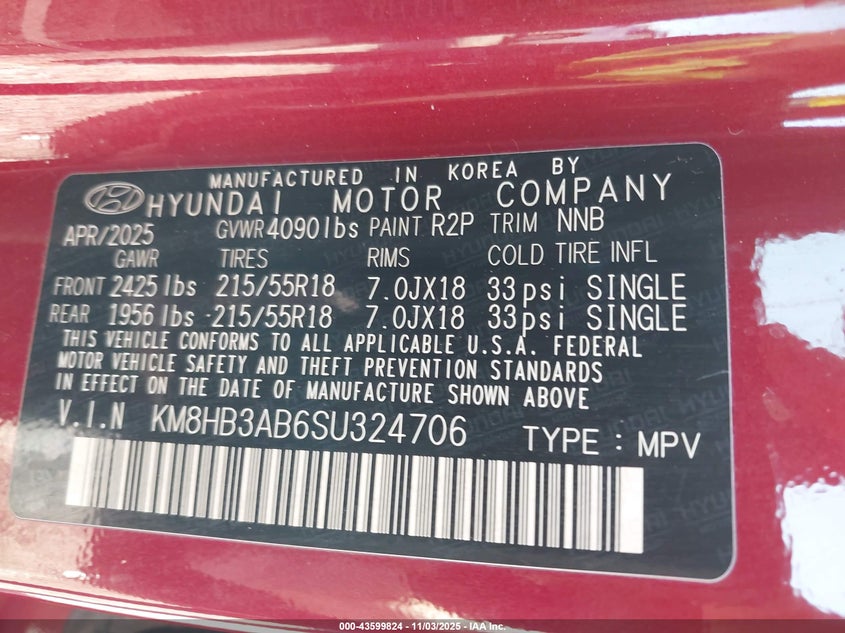 MANUFACTURED IN KOREA BY
HYUNDAI MOTOR COMPANY
APR/2025 GVWR 4090 lbs PAINT R2P TRIM NNB
GAWR TIRES RIMS COLD TIRE INFL
FRONT 2425 lbs 215/55R18 7.0JX18 33psi SINGLE
REAR 1956 lbs 215/55R18 7.0JX18 33psi SINGLE
THIS VEHICLE CONFORMS TO ALL APPLICABLE U.S.A. FEDERAL
MOTOR VEHICLE SAFETY AND THEFT PREVENTION STANDARDS
IN EFFECT ON THE DATE OF MANUFACTURE SHOWN ABOVE
V.I.N KM8HB3AB6SU324706 TYPE : MPV
000-43599824 - 11/03/2025 - IAA Inc.